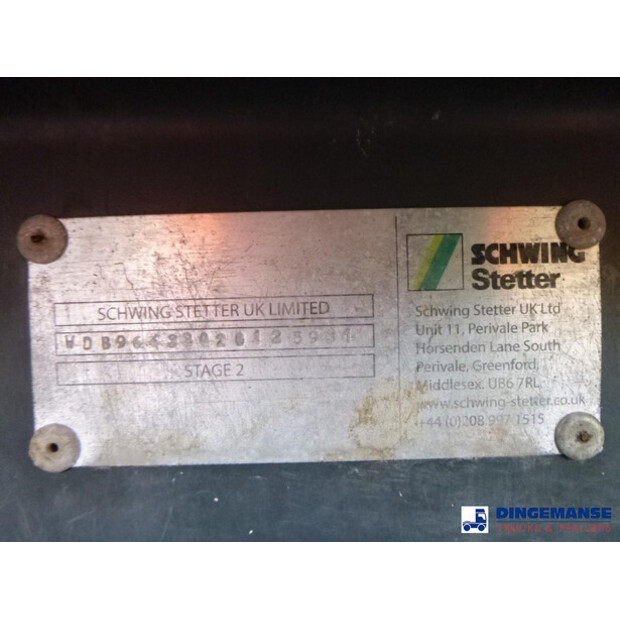 SCHWING STETTER UK LIMITED
STAGE 2
SCHWING
Stetter
Schwing Stetter UK Ltd
Unit 11, Perivale Park
Horsenden Lane South
Perivale, Greenford,
Middlesex. UB6 7RL
www.schwing-stetter.co.uk
+44 (0)208 997 1515
DINGEMANSE
TRUCKS & TRAILERS